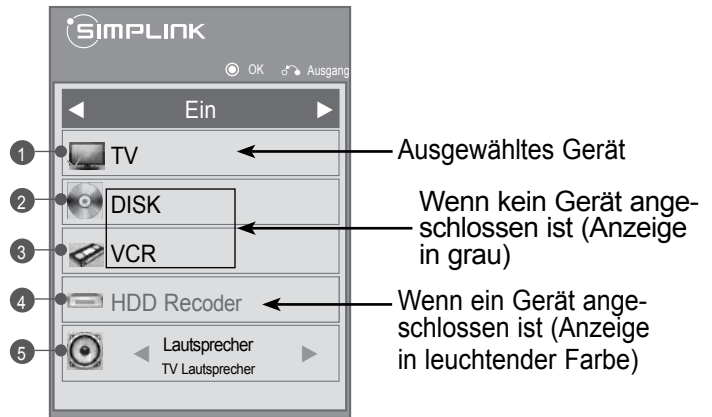 SIMPLINK
OK Ausgang
Ein
1 TV
Ausgewähltes Gerät
2 DISK
3 VCR
Wenn kein Gerät ange-
schlossen ist (Anzeige
in grau)
4 HDD Recoder
Wenn ein Gerät ange-
schlossen ist (Anzeige
in leuchtender Farbe)
5 Lautsprecher
TV Lautsprecher